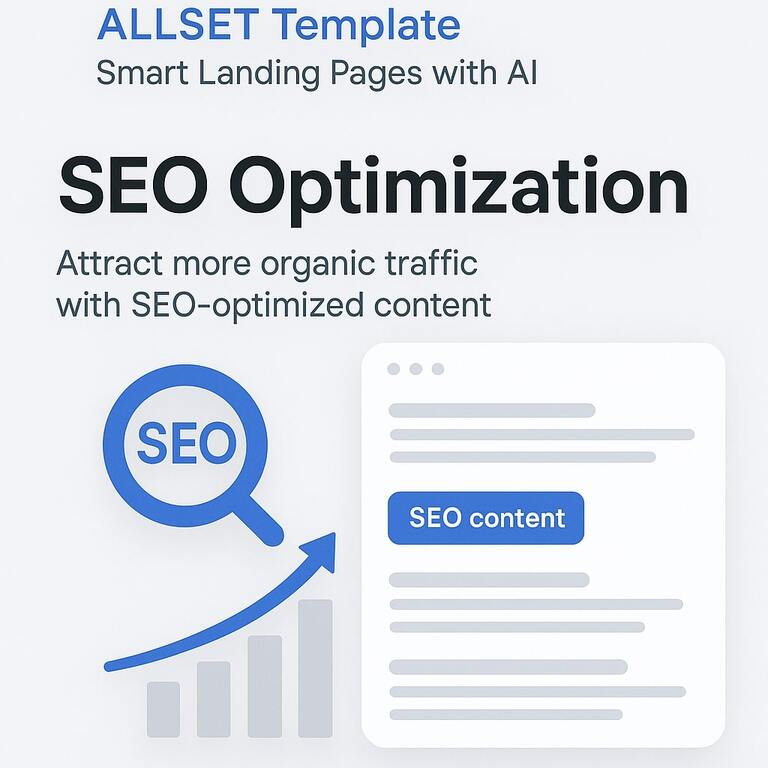 ALLSET Template
Smart Landing Pages with AI
SEO Optimization
Attract more organic traffic
with SEO-optimized content
SEO
SEO content